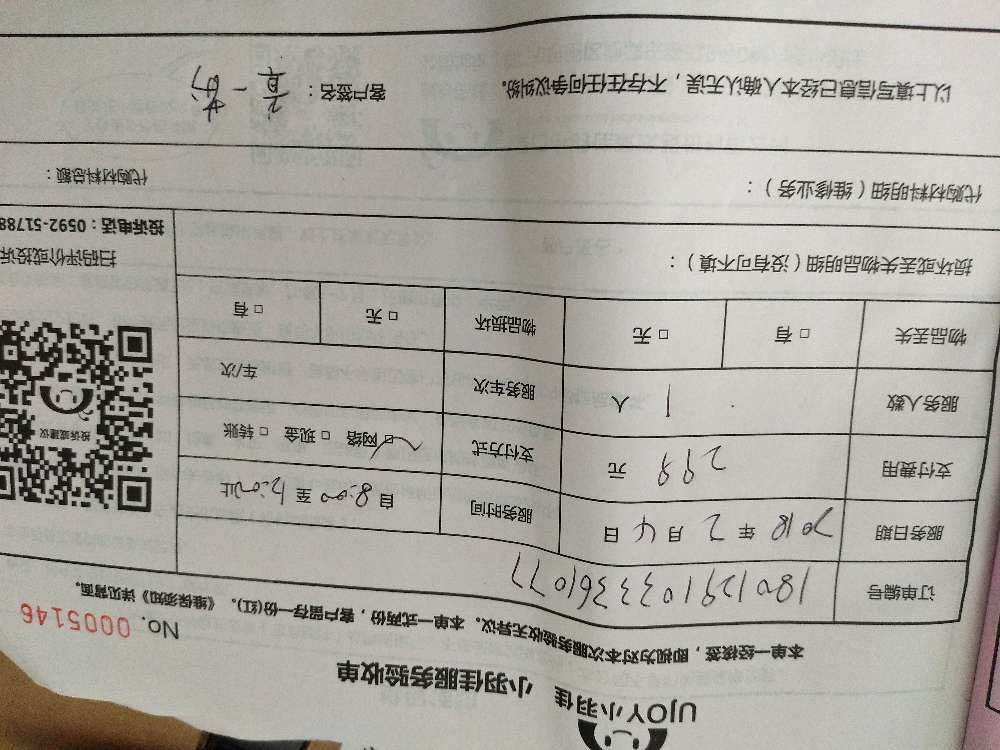 UJOY小羽佳
小羽佳服务验收单
No. 0005146
本单一经核签，即视为对本次服务验收无异议。本单一式两份，客户留存一份(红)。《维保须知》详见背面。
订单编号 1801291033361077
服务日期 2018 年 2 月 4 日 服务时间 自 8:00 至 12:00 止
支付费用 299 元 支付方式 □ 网络 □ 现金 □ 转账
服务人数 1 人 服务车次 车/次
物品丢失 □ 有 □ 无 物品损坏 □ 无 □ 有
投诉或建议
扫码评价或投诉
投诉电话：0592-51788
损坏或丢失物品明细（没有可不填）：
代购材料明细（维修业务）： 代购材料总额：
以上填写信息已经本人确认无误，不存在任何争议纠纷。 客户签名：